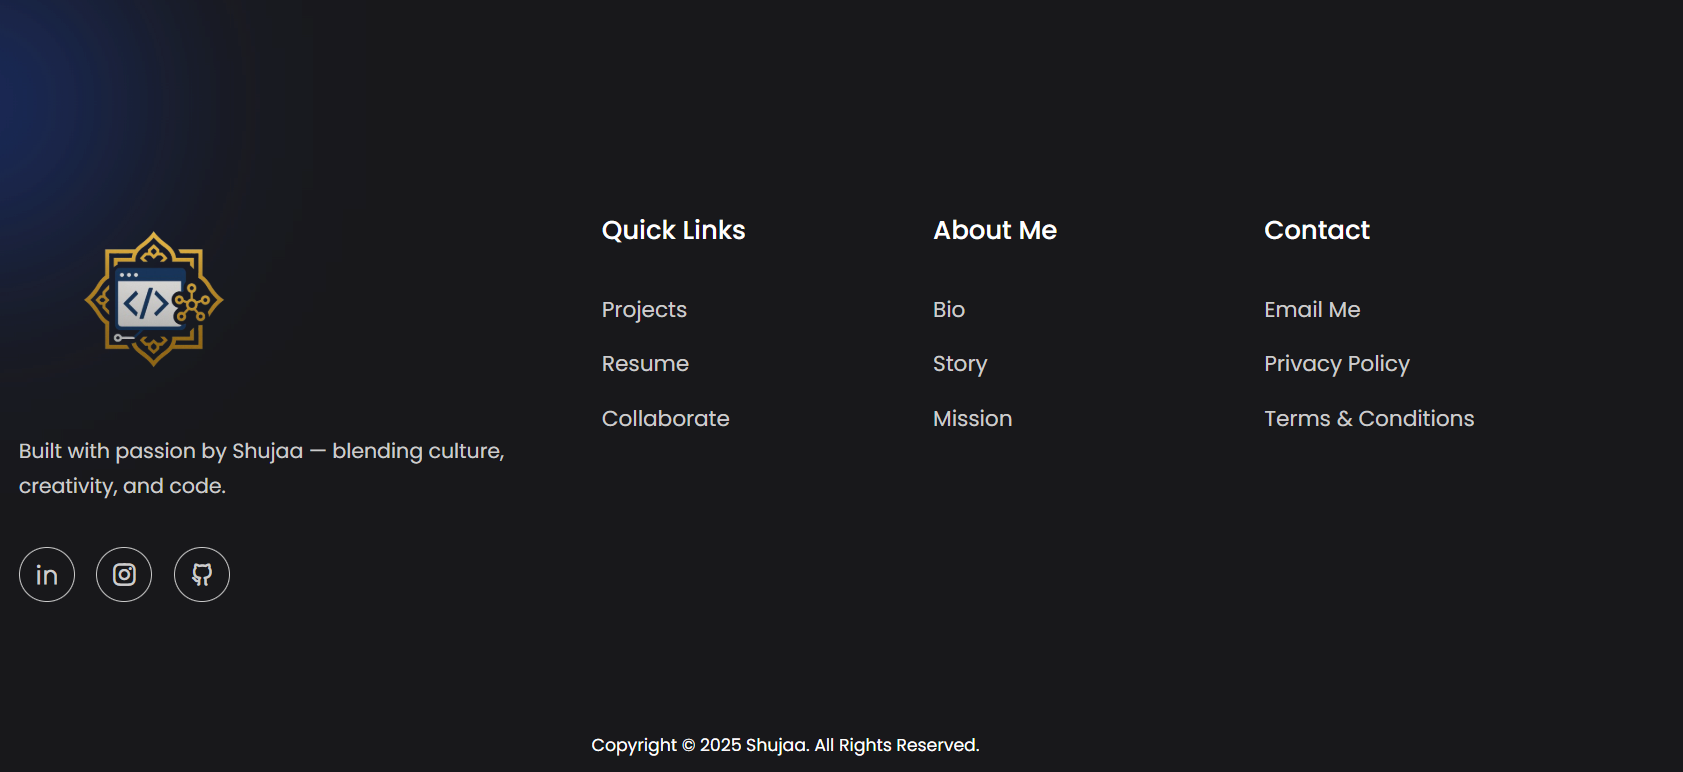 </>
Built with passion by Shujaa — blending culture,
creativity, and code.
in
Quick Links
Projects
Resume
Collaborate
About Me
Bio
Story
Mission
Contact
Email Me
Privacy Policy
Terms & Conditions
Copyright © 2025 Shujaa. All Rights Reserved.